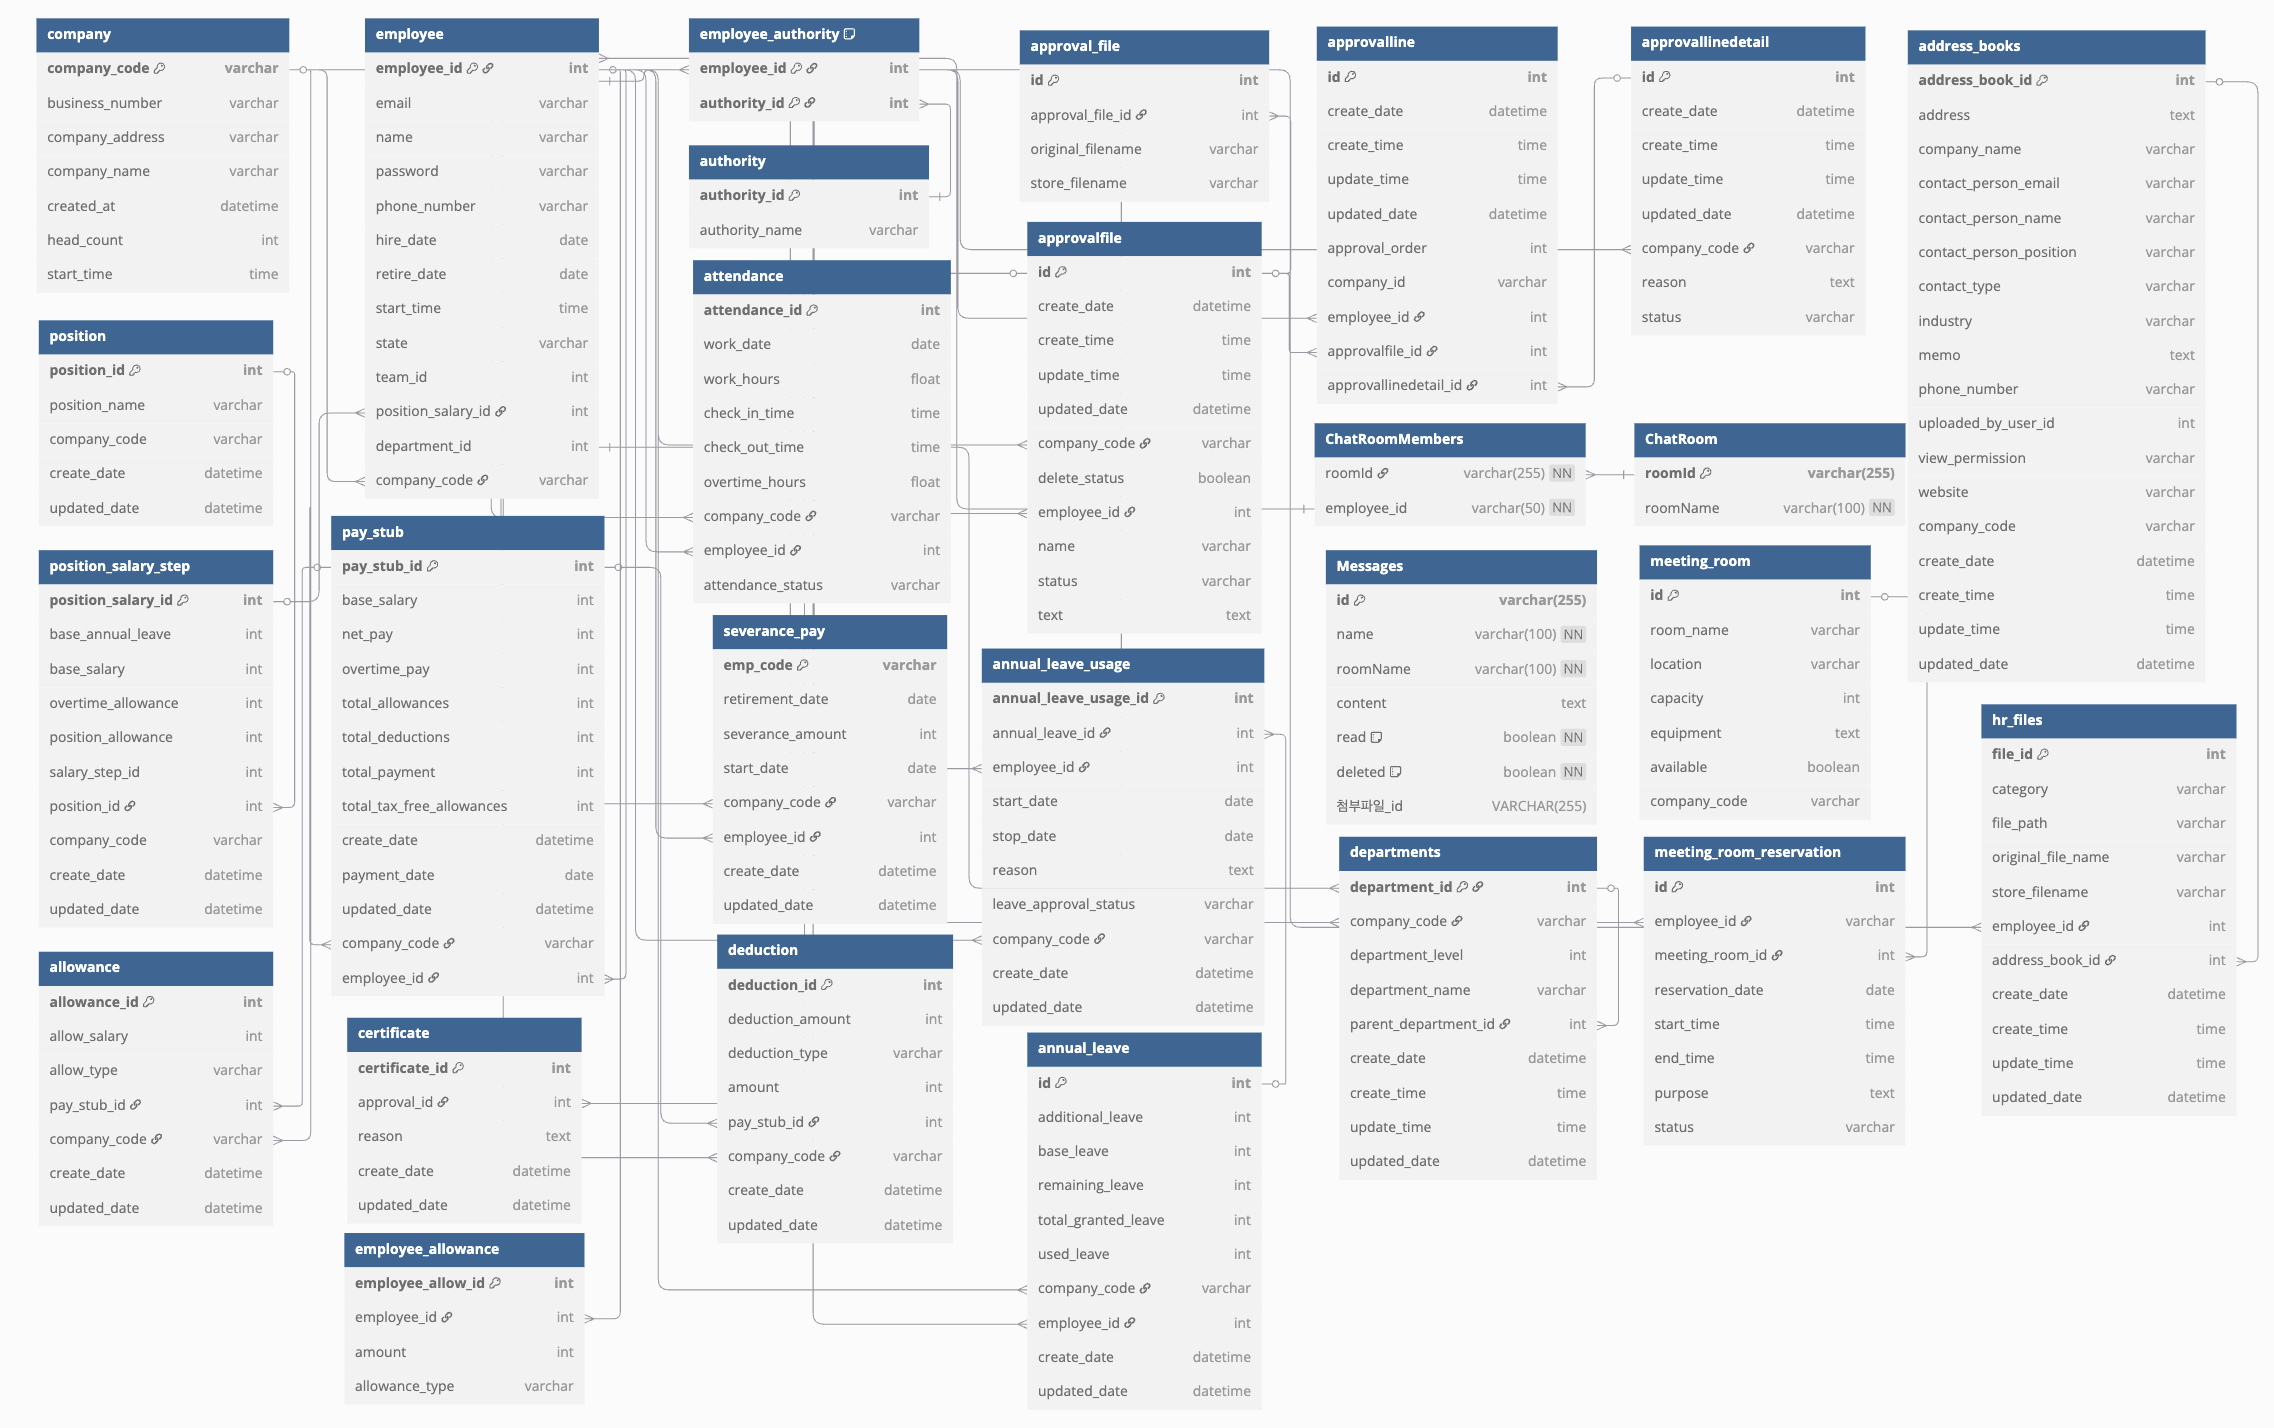 company
company_code varchar
business_number varchar
company_address varchar
company_name varchar
created_at datetime
head_count int
start_time time
position
position_id int
position_name varchar
company_code varchar
create_date datetime
updated_date datetime
position_salary_step
position_salary_id int
base_annual_leave int
base_salary int
overtime_allowance int
position_allowance int
salary_step_id int
position_id int
company_code varchar
create_date datetime
updated_date datetime
allowance
allowance_id int
allow_salary int
allow_type varchar
pay_stub_id int
company_code varchar
create_date datetime
updated_date datetime
employee
employee_id int
email varchar
name varchar
password varchar
phone_number varchar
hire_date date
retire_date date
start_time time
state varchar
team_id int
position_salary_id int
department_id int
company_code varchar
pay_stub
pay_stub_id int
base_salary int
net_pay int
overtime_pay int
total_allowances int
total_deductions int
total_payment int
total_tax_free_allowances int
create_date datetime
payment_date date
updated_date datetime
company_code varchar
employee_id int
certificate
certificate_id int
approval_id int
reason text
create_date datetime
updated_date datetime
employee_allowance
employee_allow_id int
employee_id int
amount int
allowance_type varchar
employee_authority
employee_id int
authority_id int
authority
authority_id int
authority_name varchar
attendance
attendance_id int
work_date date
work_hours float
check_in_time time
check_out_time time
overtime_hours float
company_code varchar
employee_id int
attendance_status varchar
severance_pay
emp_code varchar
retirement_date date
severance_amount int
start_date date
company_code varchar
employee_id int
create_date datetime
updated_date datetime
deduction
deduction_id int
deduction_amount int
deduction_type varchar
amount int
pay_stub_id int
company_code varchar
create_date datetime
updated_date datetime
approval_file
id int
approval_file_id int
original_filename varchar
store_filename varchar
approvalfile
id int
create_date datetime
create_time time
update_time time
updated_date datetime
company_code varchar
delete_status boolean
employee_id int
name varchar
status varchar
text text
annual_leave_usage
annual_leave_usage_id int
annual_leave_id int
employee_id int
start_date date
stop_date date
reason text
leave_approval_status varchar
company_code varchar
create_date datetime
updated_date datetime
annual_leave
id int
additional_leave int
base_leave int
remaining_leave int
total_granted_leave int
used_leave int
company_code varchar
employee_id int
create_date datetime
updated_date datetime
approvalline
id int
create_date datetime
create_time time
update_time time
updated_date datetime
approval_order int
company_id varchar
employee_id int
approvalfile_id int
approvallinedetail_id int
ChatRoomMembers
roomId varchar(255) NN
employee_id varchar(50) NN
Messages
id varchar(255)
name varchar(100) NN
roomName varchar(100) NN
content text
read boolean NN
deleted boolean NN
첨부파일_id VARCHAR(255)
departments
department_id int
company_code varchar
department_level int
department_name varchar
parent_department_id int
create_date datetime
create_time time
update_time time
updated_date datetime
approvallinedetail
id int
create_date datetime
create_time time
update_time time
updated_date datetime
company_code varchar
reason text
status varchar
ChatRoom
roomId varchar(255)
roomName varchar(100) NN
meeting_room
id int
room_name varchar
location varchar
capacity int
equipment text
available boolean
company_code varchar
meeting_room_reservation
id int
employee_id varchar
meeting_room_id int
reservation_date date
start_time time
end_time time
purpose text
status varchar
address_books
address_book_id int
address text
company_name varchar
contact_person_email varchar
contact_person_name varchar
contact_person_position varchar
contact_type varchar
industry varchar
memo text
phone_number varchar
uploaded_by_user_id int
view_permission varchar
website varchar
company_code varchar
create_date datetime
create_time time
update_time time
updated_date datetime
hr_files
file_id int
category varchar
file_path varchar
original_file_name varchar
store_filename varchar
employee_id int
address_book_id int
create_date datetime
create_time time
update_time time
updated_date datetime